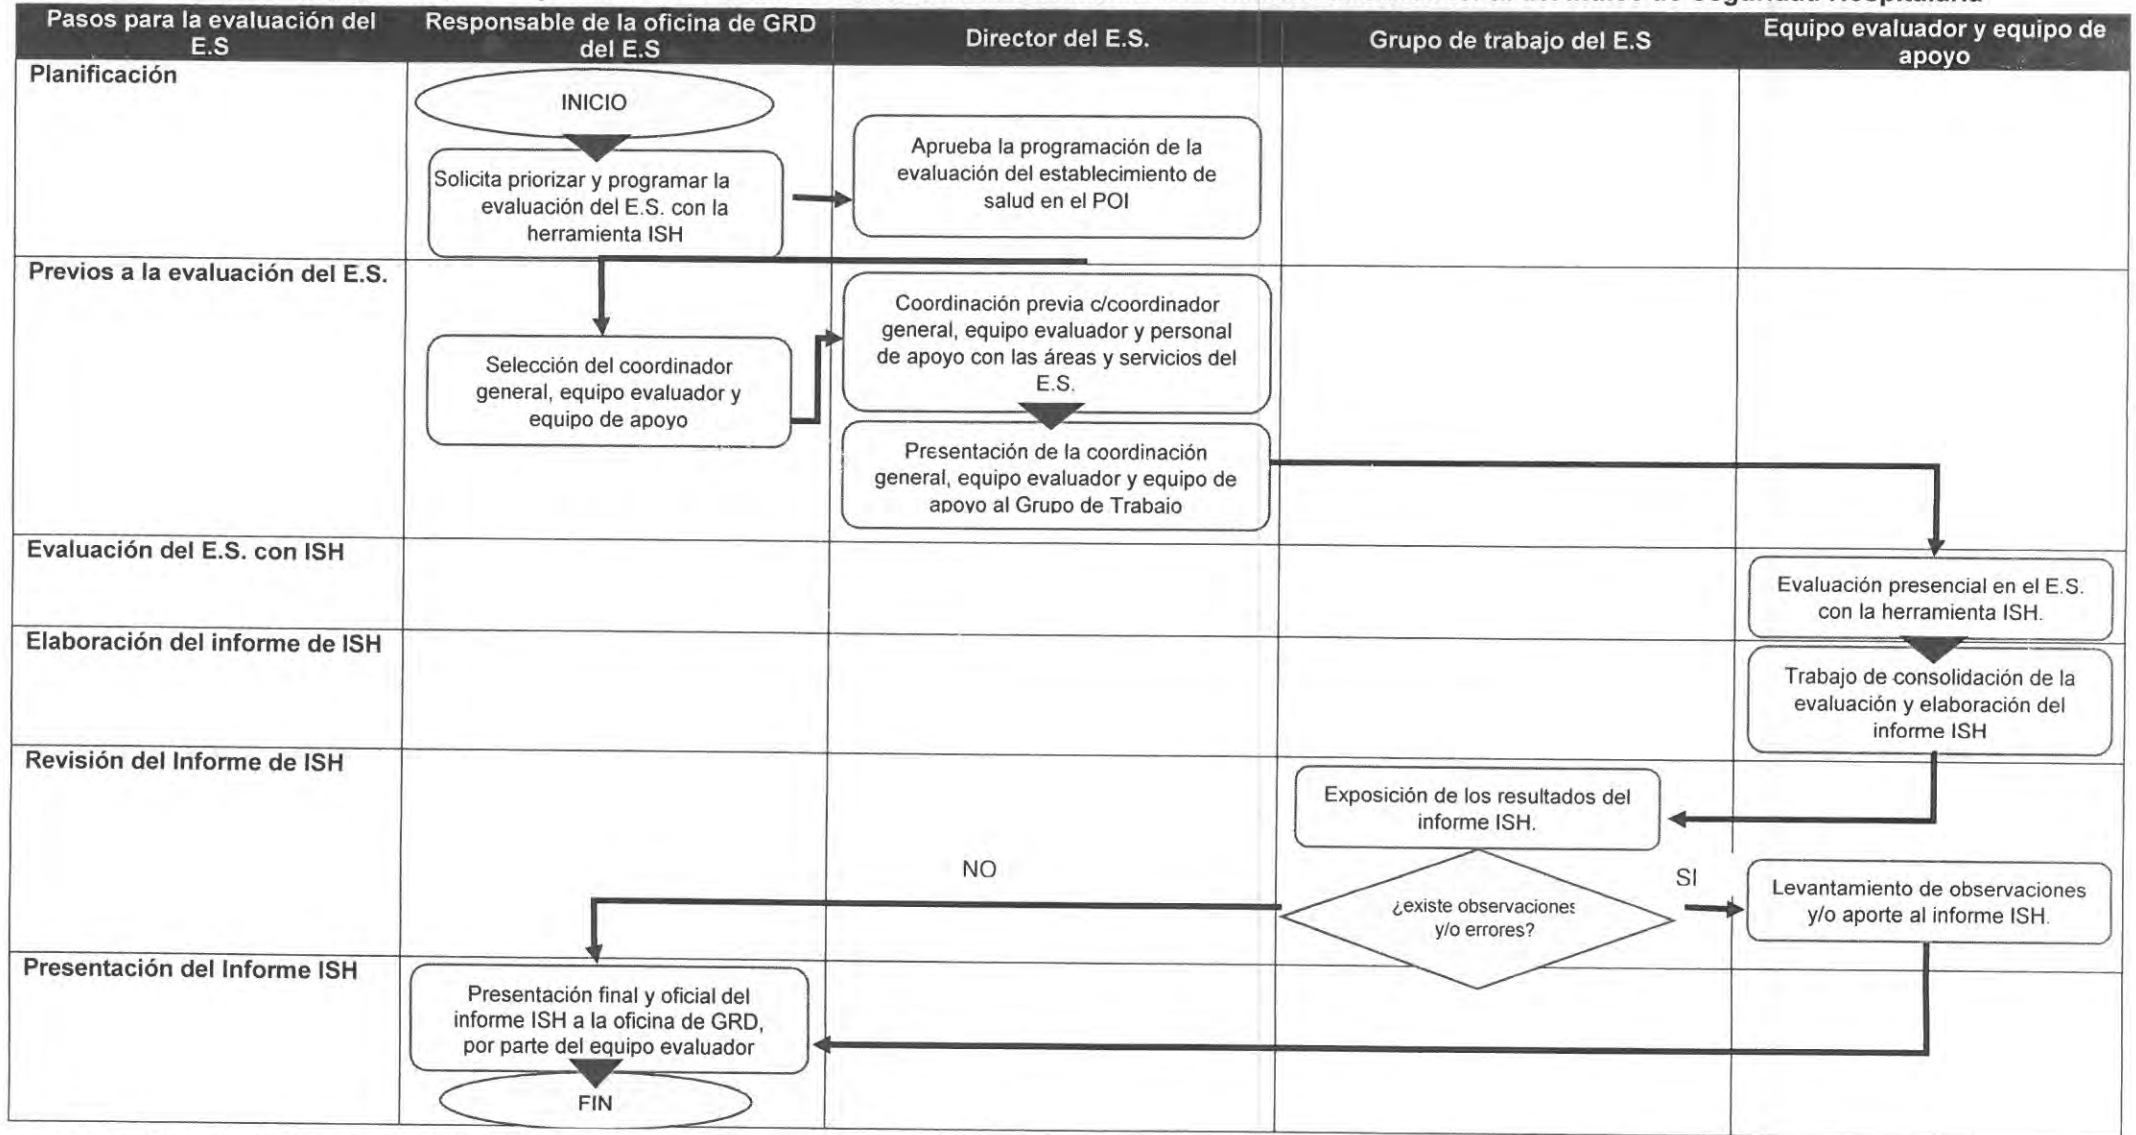 Seguridad Hospitalaria
Pasos para la evaluación del
E.S
Responsable de la oficina de GRD
del E.S
Director del E.S.
Grupo de trabajo del E.S
Equipo evaluador y equipo de
apoyo
Planificación
INICIO
Solicita priorizar y programar la
evaluación del E.S. con la
herramienta ISH
Aprueba la programación de la
evaluación del establecimiento de
salud en el POI
Previos a la evaluación del E.S.
Selección del coordinador
general, equipo evaluador y
equipo de apoyo
Coordinación previa c/coordinador
general, equipo evaluador y personal
de apoyo con las áreas y servicios del
E.S.
Presentación de la coordinación
general, equipo evaluador y equipo de
apoyo al Grupo de Trabajo
Evaluación del E.S. con ISH
Evaluación presencial en el E.S.
con la herramienta ISH.
Elaboración del informe de ISH
Trabajo de consolidación de la
evaluación y elaboración del
informe ISH
Revisión del Informe de ISH
Exposición de los resultados del
informe ISH.
NO
¿existe observaciones
y/o errores?
SI
Levantamiento de observaciones
y/o aporte al informe ISH.
Presentación del Informe ISH
Presentación final y oficial del
informe ISH a la oficina de GRD,
por parte del equipo evaluador
FIN